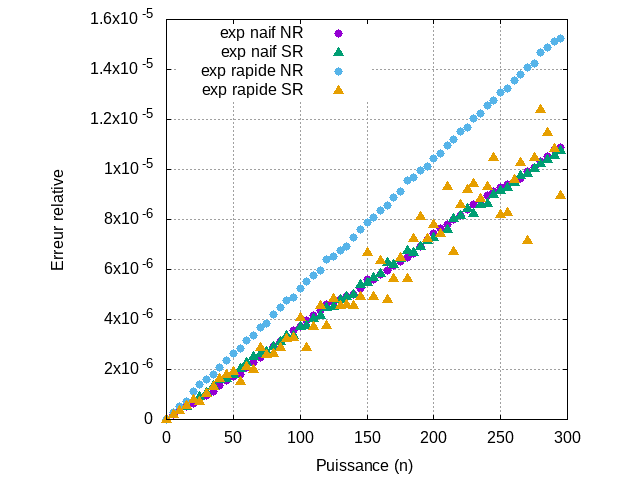 1.6x10 -5
1.4x10 -5
1.2x10 -5
1x10 -5
8x10 -6
6x10 -6
4x10 -6
2x10 -6
0
Erreur relative
exp naif NR
exp naif SR
exp rapide NR
exp rapide SR
0 50 100 150 200 250 300
Puissance (n)